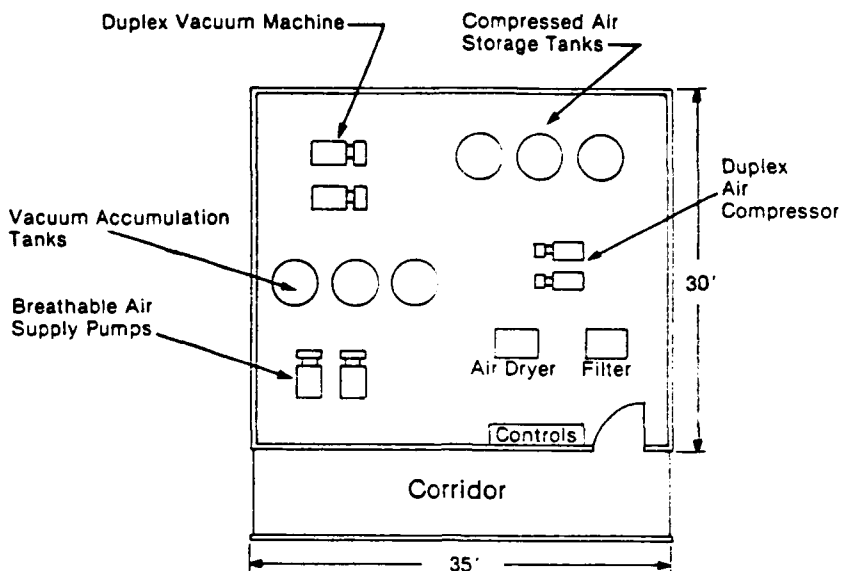 Duplex Vacuum Machine
Compressed Air
Storage Tanks
Duplex
Air
Compressor
Vacuum Accumulation
Tanks
30′
Breathable Air
Supply Pumps
Air Dryer
Filter
Controls
Corridor
35′